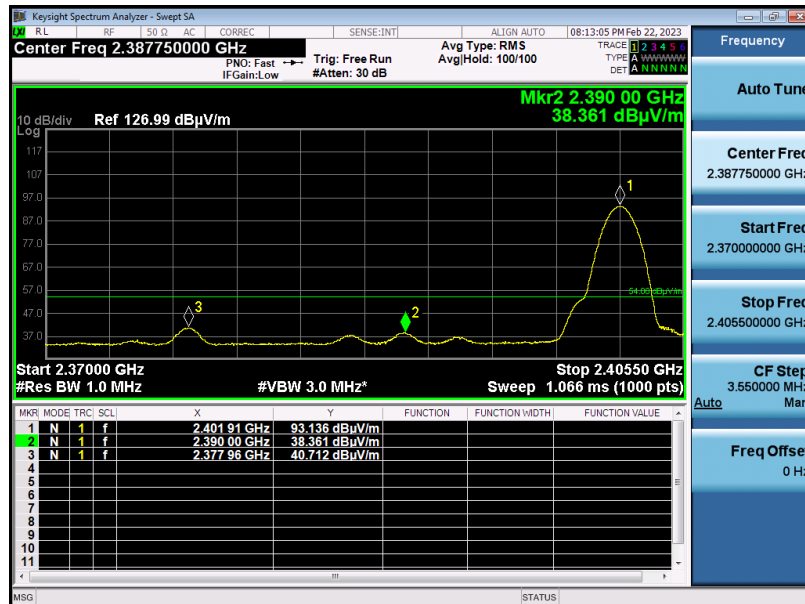 Keysight Spectrum Analyzer - Swept SA
LXI RL RF 50 Ω AC CORREC SENSE:INT ALIGN AUTO 08:13:05 PM Feb 22, 2023
Center Freq 2.387750000 GHz
PNO: Fast
IFGain:Low
Trig: Free Run
#Atten: 30 dB
Avg Type: RMS
Avg|Hold: 100/100
TRACE 1 2 3 4 5 6
TYPE A WWWWW
DET A N N N N N
Mkr2 2.390 00 GHz
38.361 dBµV/m
10 dB/div Ref 126.99 dBµV/m
Log
117
107
97.0
87.0
77.0
67.0
57.0
47.0
37.0
1
2
3
54.00 dBµV/m
Start 2.37000 GHz Stop 2.40550 GHz
#Res BW 1.0 MHz #VBW 3.0 MHz* Sweep 1.066 ms (1000 pts)
MKR MODE TRC SCL X Y FUNCTION FUNCTION WIDTH FUNCTION VALUE
1 N 1 f 2.401 91 GHz 93.136 dBµV/m
2 N 1 f 2.390 00 GHz 38.361 dBµV/m
3 N 1 f 2.377 96 GHz 40.712 dBµV/m
4
5
6
7
8
9
10
11
MSG STATUS
Frequency
Auto Tune
Center Freq
2.387750000 GHz
Start Freq
2.370000000 GHz
Stop Freq
2.405500000 GHz
CF Step
3.550000 MHz
Auto Man
Freq Offset
0 Hz